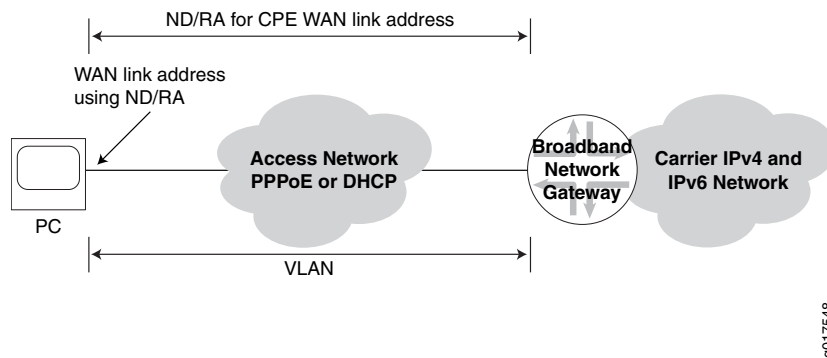 ND/RA for CPE WAN link address
WAN link address
using ND/RA
PC
Access Network
PPPoE or DHCP
Broadband
Network
Gateway
Carrier IPv4 and
IPv6 Network
VLAN
g017548